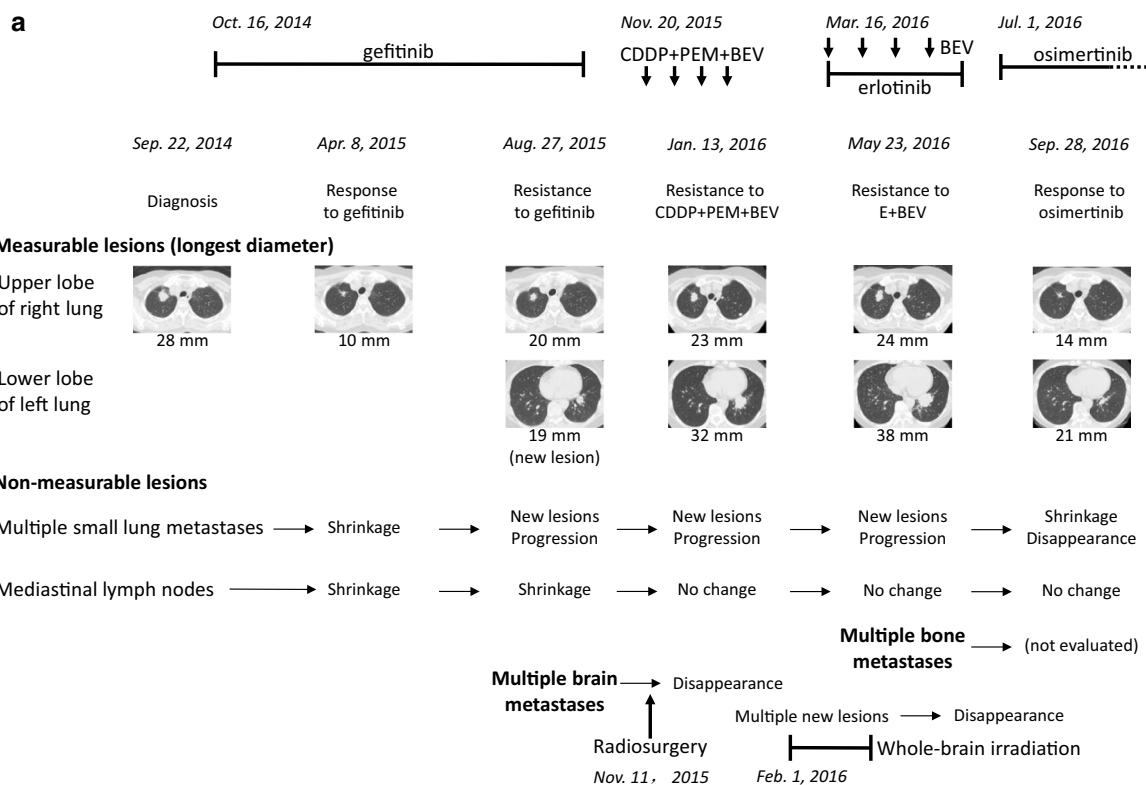 a
Oct. 16, 2014
Nov. 20, 2015
Mar. 16, 2016
Jul. 1, 2016
gefitinib
CDDP+PEM+BEV
BEV
osimertinib
erlotinib
Sep. 22, 2014
Apr. 8, 2015
Aug. 27, 2015
Jan. 13, 2016
May 23, 2016
Sep. 28, 2016
Diagnosis
Response
to gefitinib
Resistance
to gefitinib
Resistance to
CDDP+PEM+BEV
Resistance to
E+BEV
Response to
osimertinib
Measurable lesions (longest diameter)
Upper lobe
of right lung
28 mm
10 mm
20 mm
23 mm
24 mm
14 mm
Lower lobe
of left lung
19 mm
(new lesion)
32 mm
38 mm
21 mm
Non-measurable lesions
Multiple small lung metastases
Shrinkage
New lesions
Progression
New lesions
Progression
New lesions
Progression
Shrinkage
Disappearance
Mediastinal lymph nodes
Shrinkage
Shrinkage
No change
No change
No change
Multiple bone
metastases
(not evaluated)
Multiple brain
metastases
Disappearance
Multiple new lesions
Disappearance
Radiosurgery
Whole-brain irradiation
Nov. 11, 2015
Feb. 1, 2016